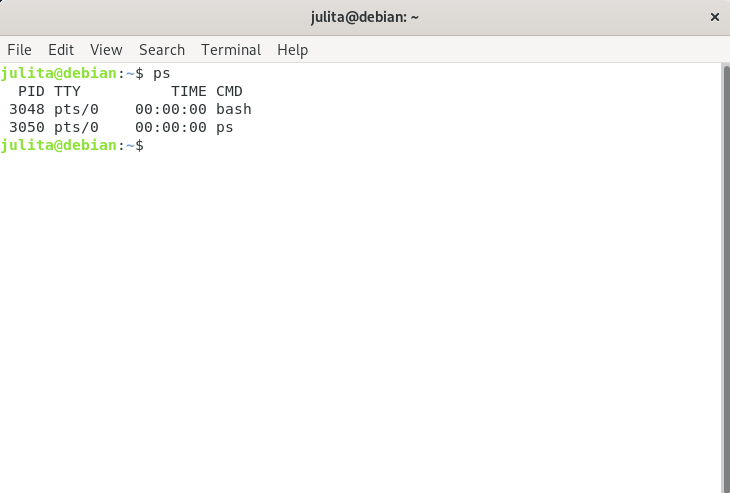 julita@debian: ~
×
File Edit View Search Terminal Help
julita@debian:~$ ps
  PID TTY          TIME CMD
 3048 pts/0    00:00:00 bash
 3050 pts/0    00:00:00 ps
julita@debian:~$